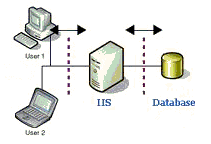 User 1
IIS
Database
User 2